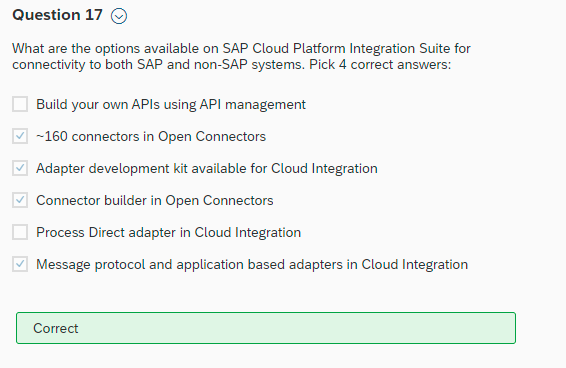 Question 17
What are the options available on SAP Cloud Platform Integration Suite for
connectivity to both SAP and non-SAP systems. Pick 4 correct answers:
Build your own APIs using API management
~160 connectors in Open Connectors
Adapter development kit available for Cloud Integration
Connector builder in Open Connectors
Process Direct adapter in Cloud Integration
Message protocol and application based adapters in Cloud Integration
Correct